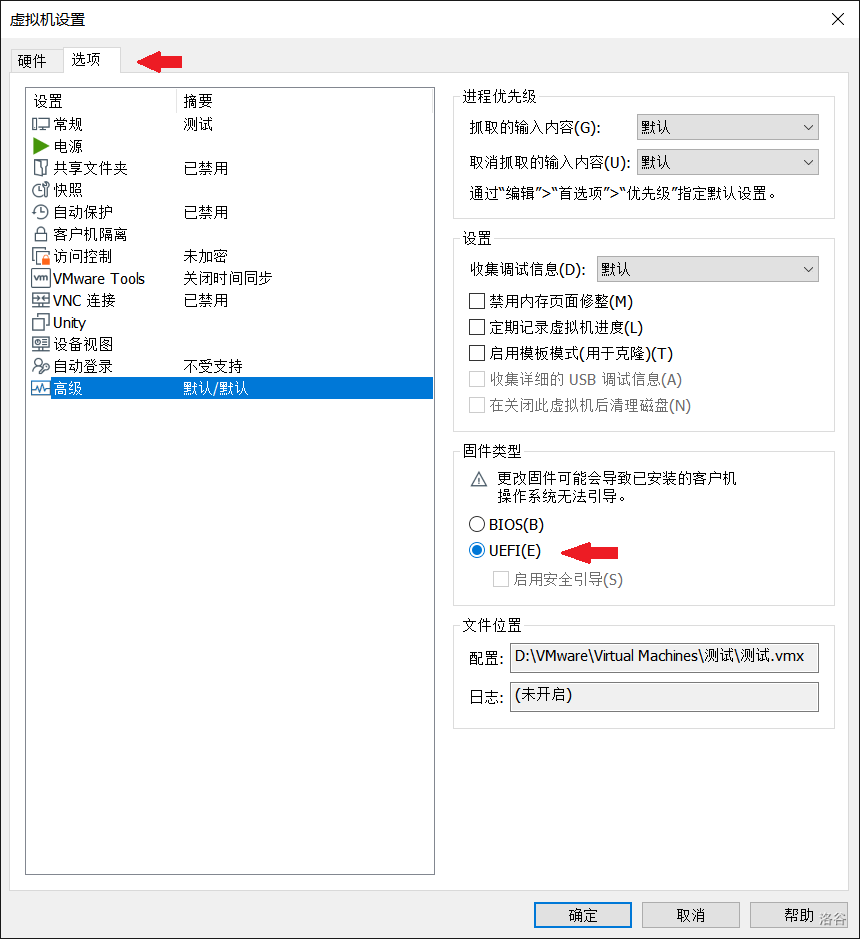 虚拟机设置
硬件 选项
设置 摘要
常规 测试
电源
共享文件夹 已禁用
快照
自动保护 已禁用
客户机隔离
访问控制 未加密
vm VMware Tools 关闭时间同步
VNC 连接 已禁用
Unity
设备视图
自动登录 不受支持
高级 默认/默认
进程优先级
抓取的输入内容(G): 默认
取消抓取的输入内容(U): 默认
通过“编辑”>“首选项”>“优先级”指定默认设置。
设置
收集调试信息(D): 默认
禁用内存页面修整(M)
定期记录虚拟机进度(L)
启用模板模式(用于克隆)(T)
收集详细的 USB 调试信息(A)
在关闭此虚拟机后清理磁盘(N)
固件类型
更改固件可能会导致已安装的客户机
操作系统无法引导。
BIOS(B)
UEFI(E)
启用安全引导(S)
文件位置
配置: D:\VMware\Virtual Machines\测试\测试.vmx
日志: (未开启)
确定 取消 帮助
洛谷